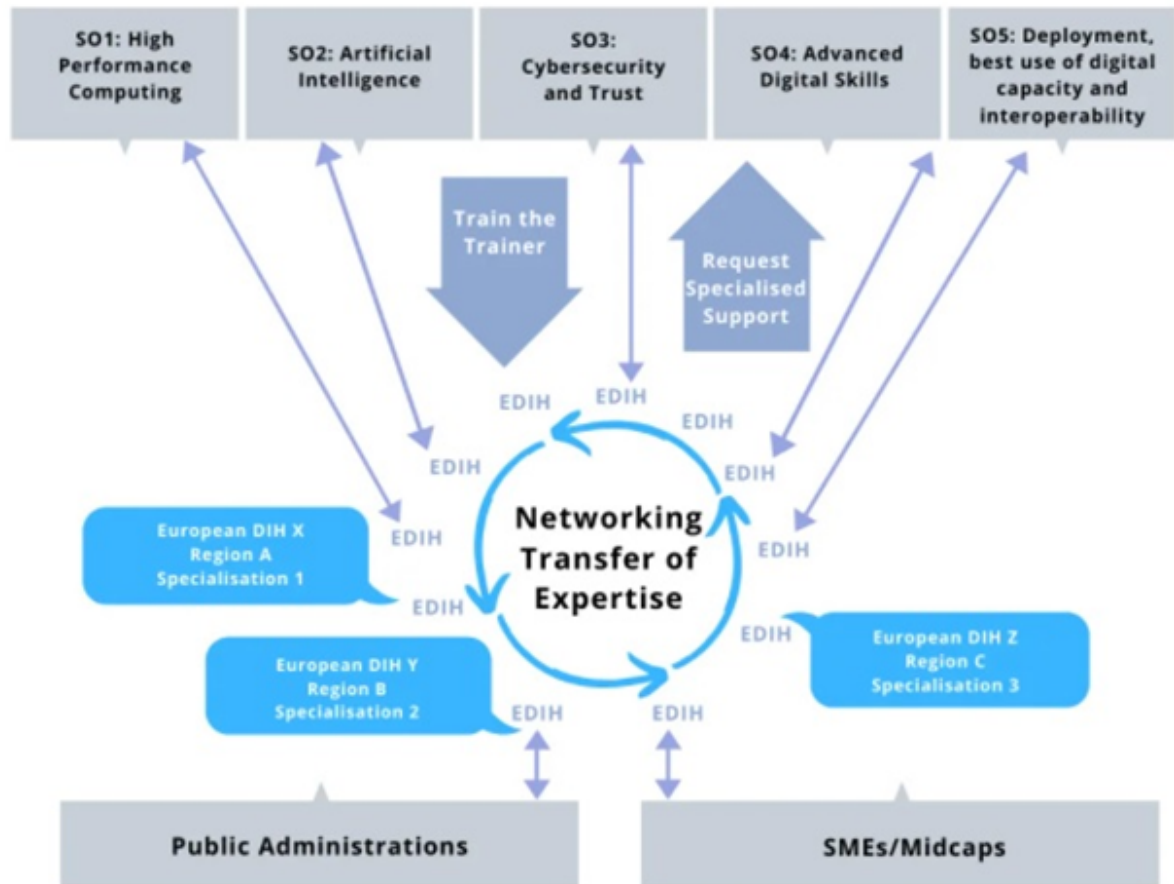 SO1: High
Performance
Computing
SO2: Artificial
Intelligence
SO3:
Cybersecurity
and Trust
SO4: Advanced
Digital Skills
SO5: Deployment,
best use of digital
capacity and
interoperability
Train the
Trainer
Request
Specialised
Support
EDIH
EDIH
EDIH
EDIH
EDIH
EDIH
EDIH
EDIH
EDIH
EDIH
EDIH
Networking
Transfer of
Expertise
European DIH X
Region A
Specialisation 1
European DIH Y
Region B
Specialisation 2
European DIH Z
Region C
Specialisation 3
Public Administrations
SMEs/Midcaps